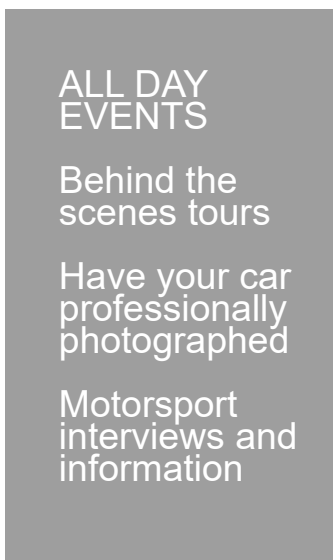 ALL DAY
EVENTS
Behind the
scenes tours
Have your car
professionally
photographed
Motorsport
interviews and
information